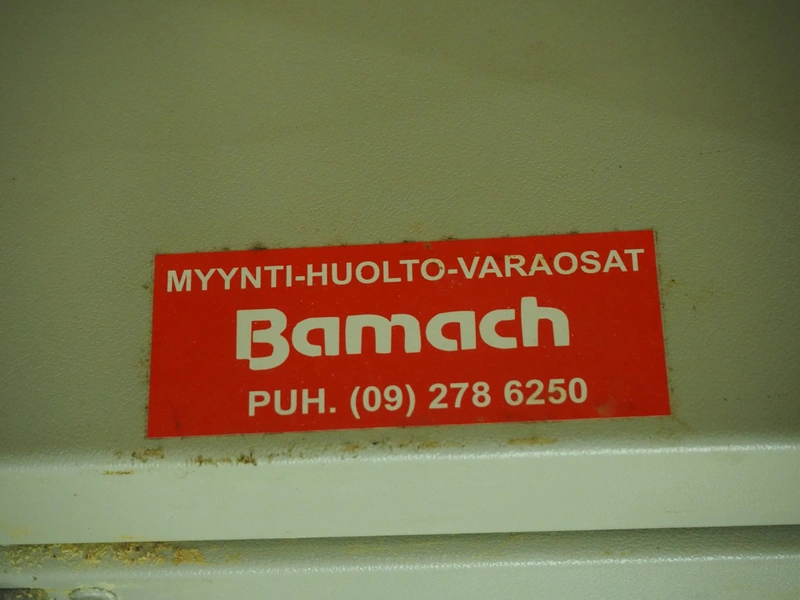 MYYNTI-HUOLTO-VARAOSAT
Bamach
PUH. (09) 278 6250